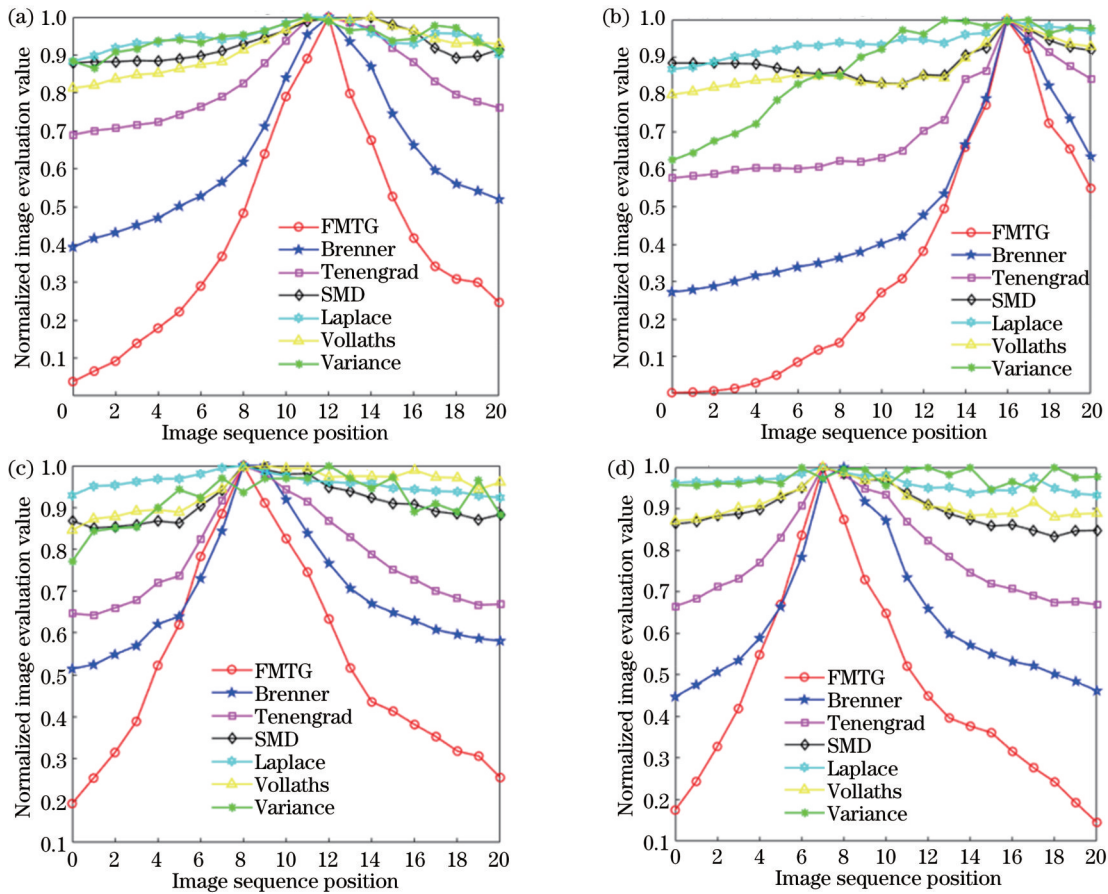 (a)
Normalized image evaluation value
1.0
0.9
0.8
0.7
0.6
0.5
0.4
0.3
0.2
0.1
0 2 4 6 8 10 12 14 16 18 20
Image sequence position
FMTG
Brenner
Tenengrad
SMD
Laplace
Vollaths
Variance
(b)
Normalized image evaluation value
1.0
0.9
0.8
0.7
0.6
0.5
0.4
0.3
0.2
0.1
0 2 4 6 8 10 12 14 16 18 20
Image sequence position
FMTG
Brenner
Tenengrad
SMD
Laplace
Vollaths
Variance
(c)
Normalized image evaluation value
1.0
0.9
0.8
0.7
0.6
0.5
0.4
0.3
0.2
0.1
0 2 4 6 8 10 12 14 16 18 20
Image sequence position
FMTG
Brenner
Tenengrad
SMD
Laplace
Vollaths
Variance
(d)
Normalized image evaluation value
1.0
0.9
0.8
0.7
0.6
0.5
0.4
0.3
0.2
0.1
0 2 4 6 8 10 12 14 16 18 20
Image sequence position
FMTG
Brenner
Tenengrad
SMD
Laplace
Vollaths
Variance